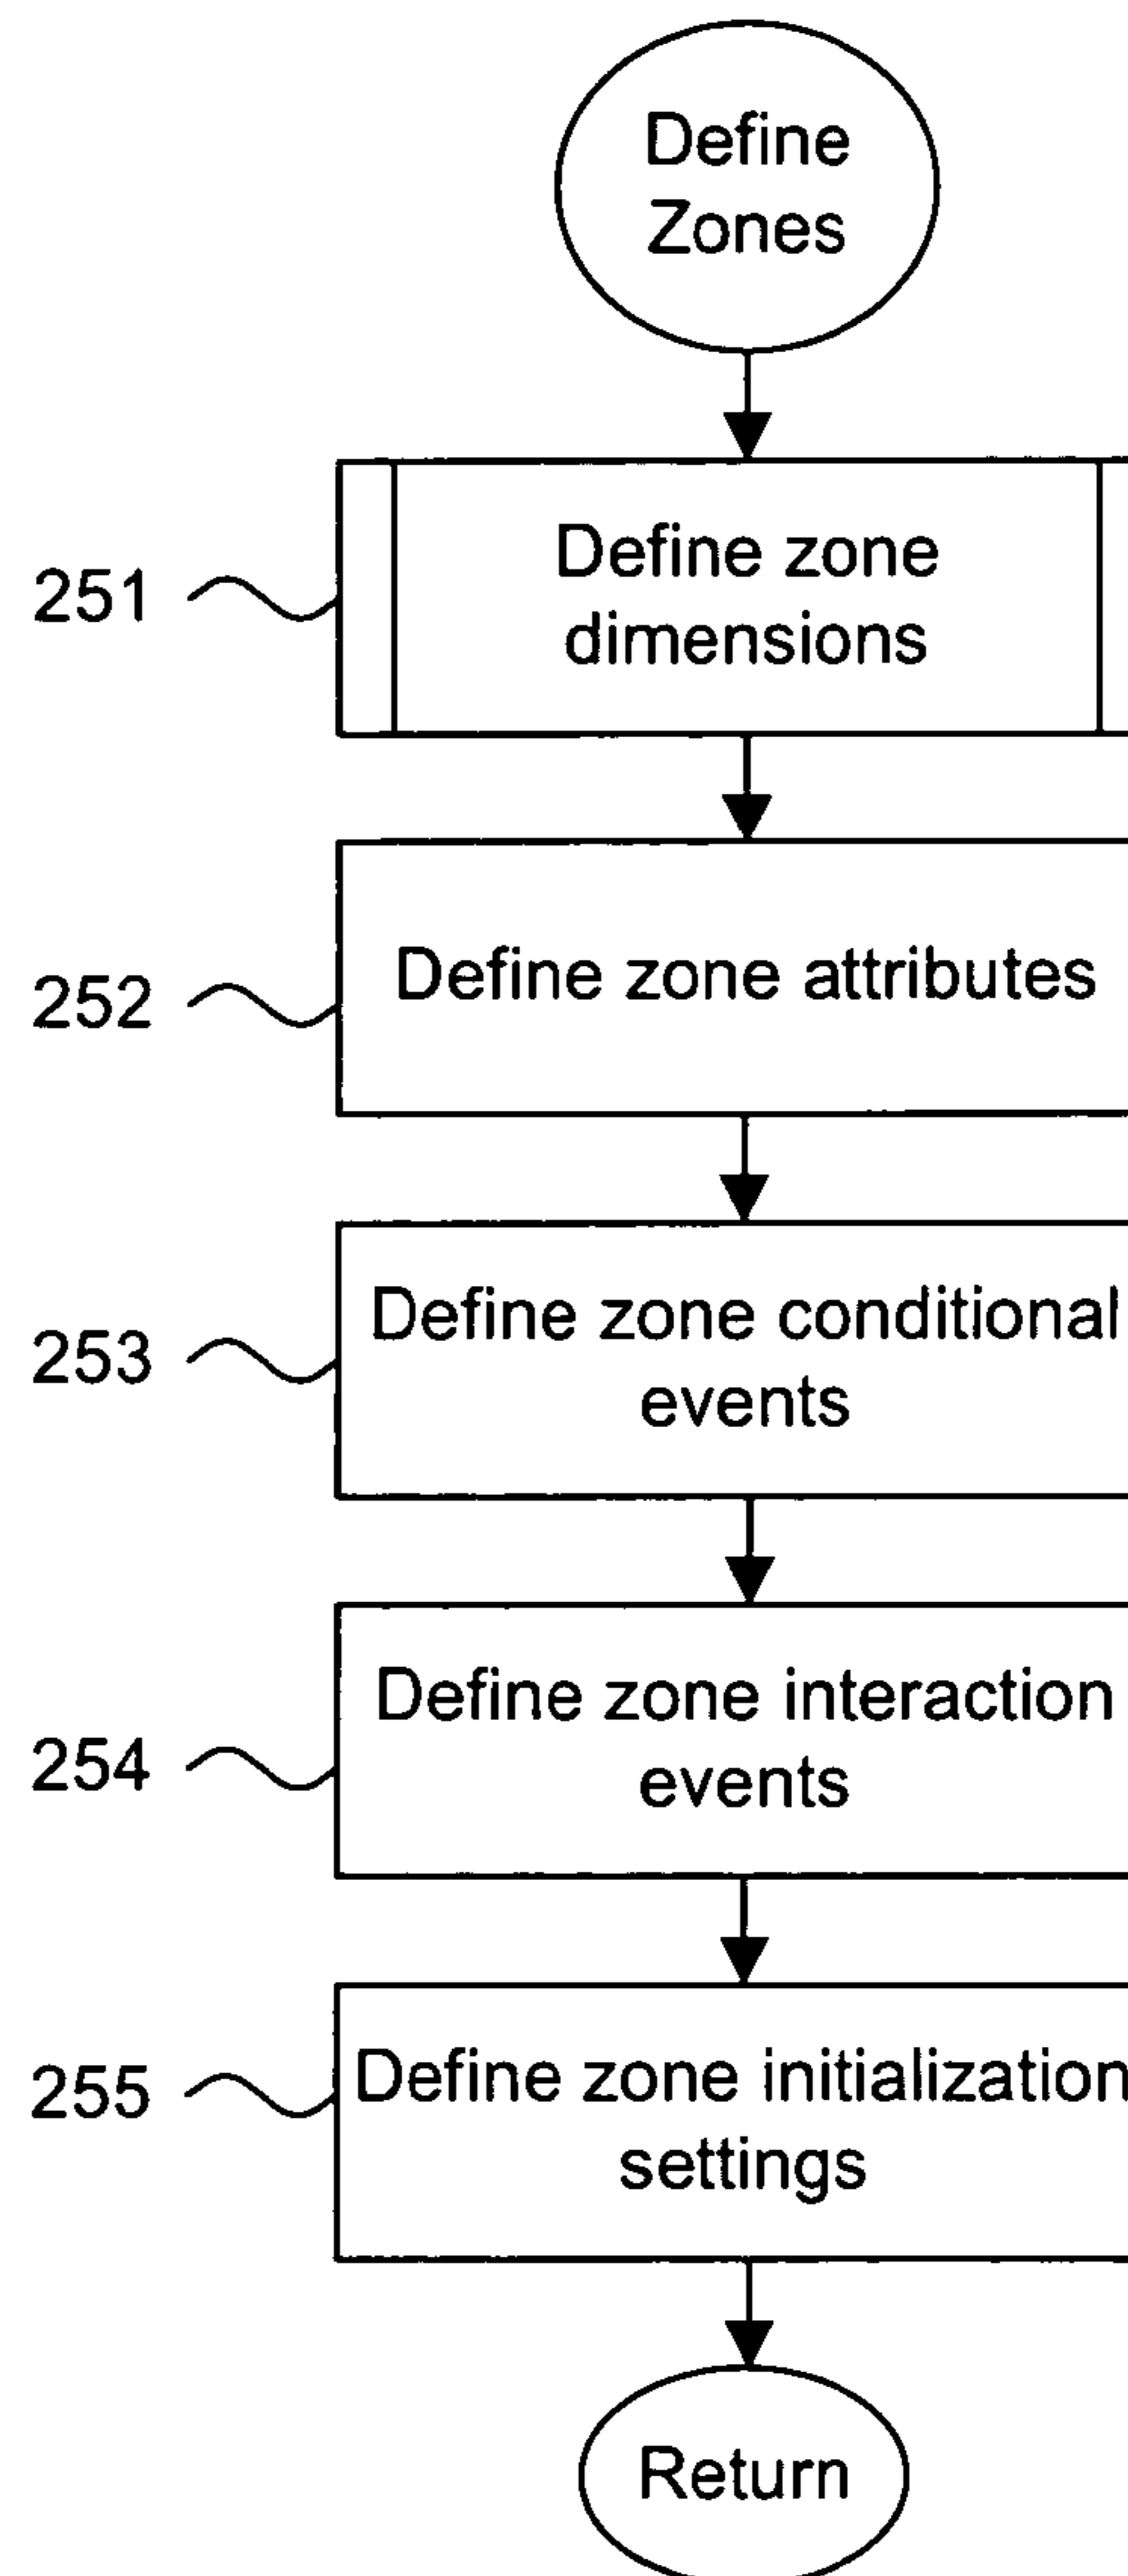 Define
Zones
251
Define zone
dimensions
252
Define zone attributes
253
Define zone conditional
events
254
Define zone interaction
events
255
Define zone initialization
settings
Return